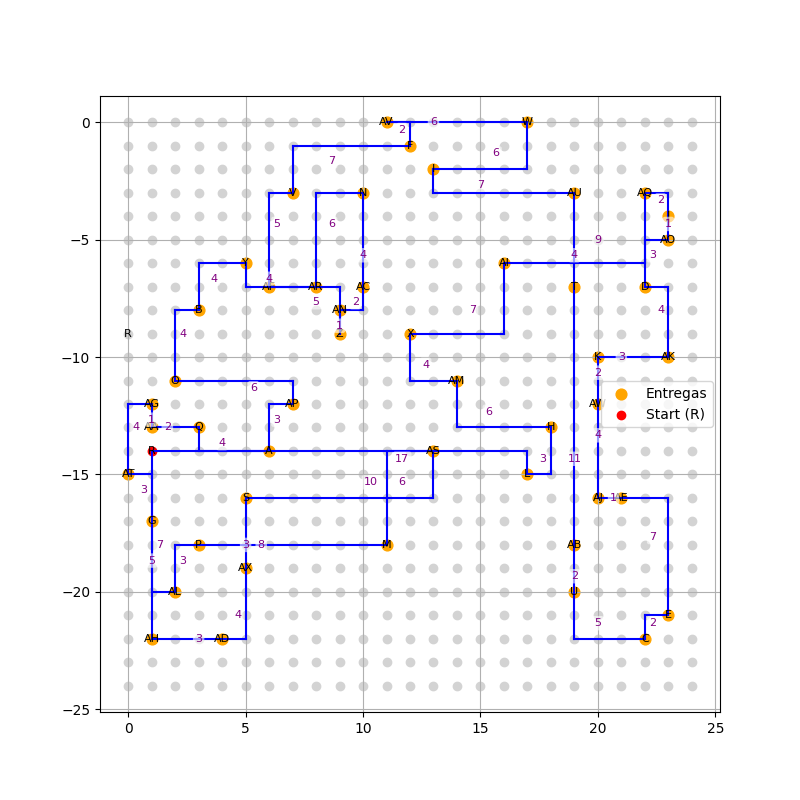 0
AV
6
W
2
F
7
6
I
7
V
N
AU
AQ
2
1
5
6
4
9
AO
−5
4
3
Y
AI
4
4
AF
AR
AC
D
5
2
B
AN
7
4
R
4
1
Z
X
−10
4
K
3
AK
2
O
6
AM
Entregas
AG
AP
Start (R)
4
1
2
Q
3
6
H
4
4
A
17
AS
3
11
−15
AT
10
6
L
3
S
AJ
1
E
G
7
P
3
8
M
AB
7
5
3
AX
2
−20
AL
U
4
5
2
AH
3
AD
C
−25
0
5
10
15
20
25